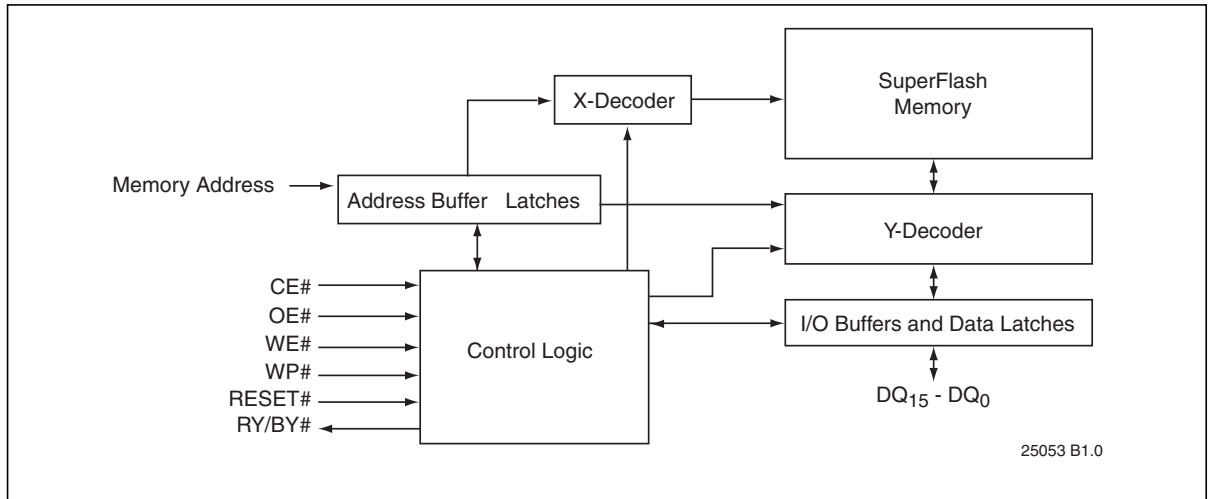 SuperFlash
Memory
X-Decoder
Memory Address
Address Buffer Latches
Y-Decoder
CE#
OE#
WE#
WP#
RESET#
RY/BY#
Control Logic
I/O Buffers and Data Latches
DQ15 - DQ0
25053 B1.0